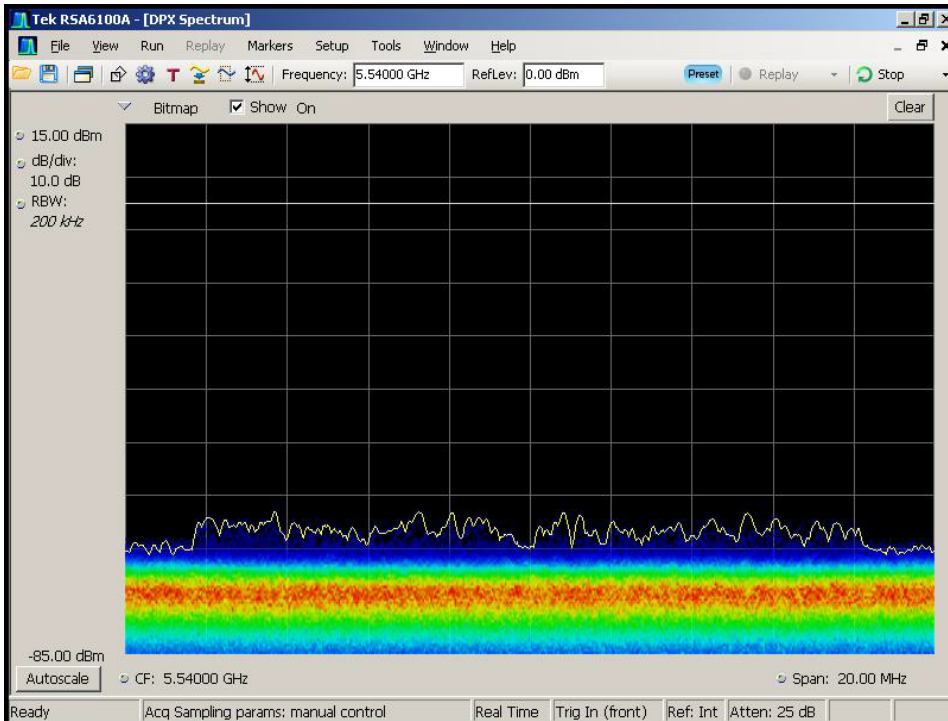 Tek RSA6100A - [DPX Spectrum]
File View Run Replay Markers Setup Tools Window Help
T Frequency: 5.54000 GHz RefLev: 0.00 dBm Preset Replay Stop
Bitmap Show On Clear
15.00 dBm
dB/div:
10.0 dB
RBW:
200 kHz
-85.00 dBm
Autoscale CF: 5.54000 GHz Span: 20.00 MHz
Ready Acq Sampling params: manual control Real Time Trig In (front) Ref: Int Atten: 25 dB